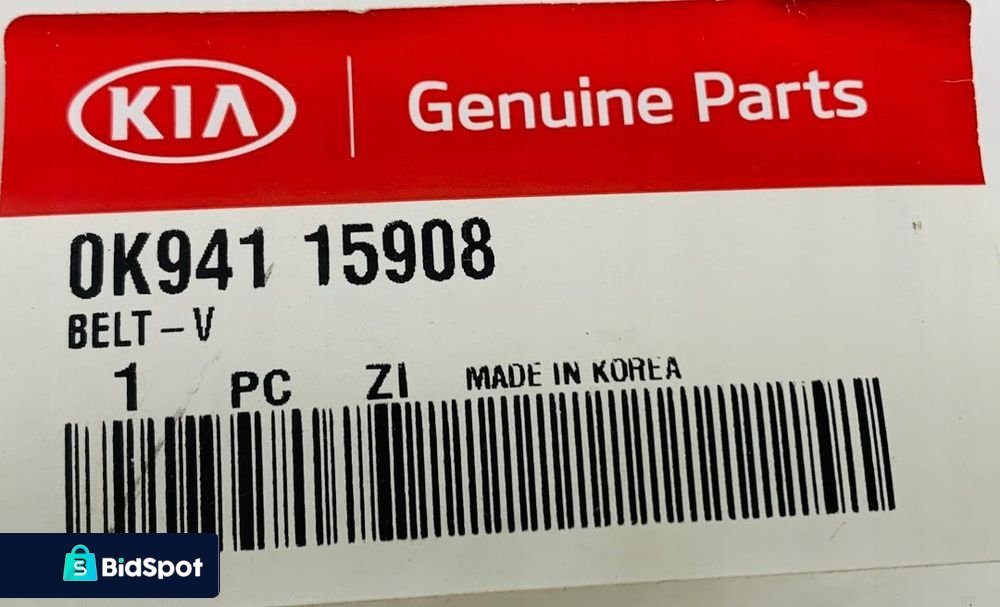 KIA Genuine Parts
0K941 15908
BELT-V
1 PC ZI MADE IN KOREA
BidSpot